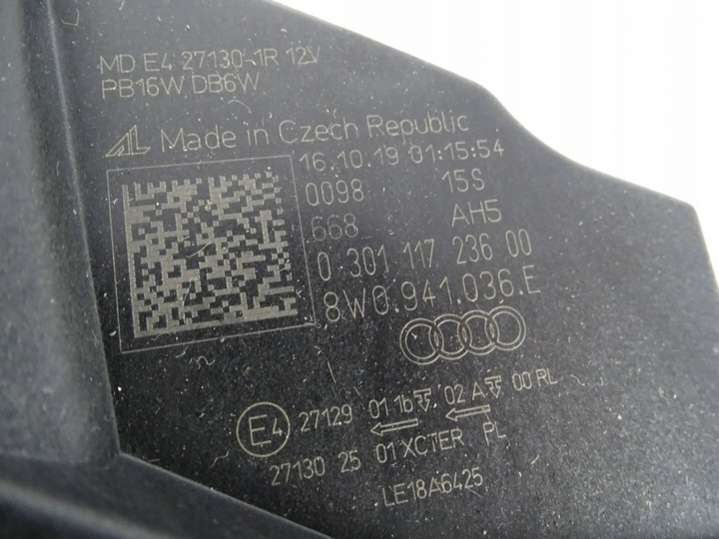 MD E4 27130-1R 12V
PB16W DB6W
AL Made in Czech Republic
16.10.19 01:15:54
0098 15S
668 AH5
0 301 117 236 00
8W0.941.036.E
E4 27129 01 1b 02 A 00 RL
27130 25 01 XCTER PL
LE18A6425